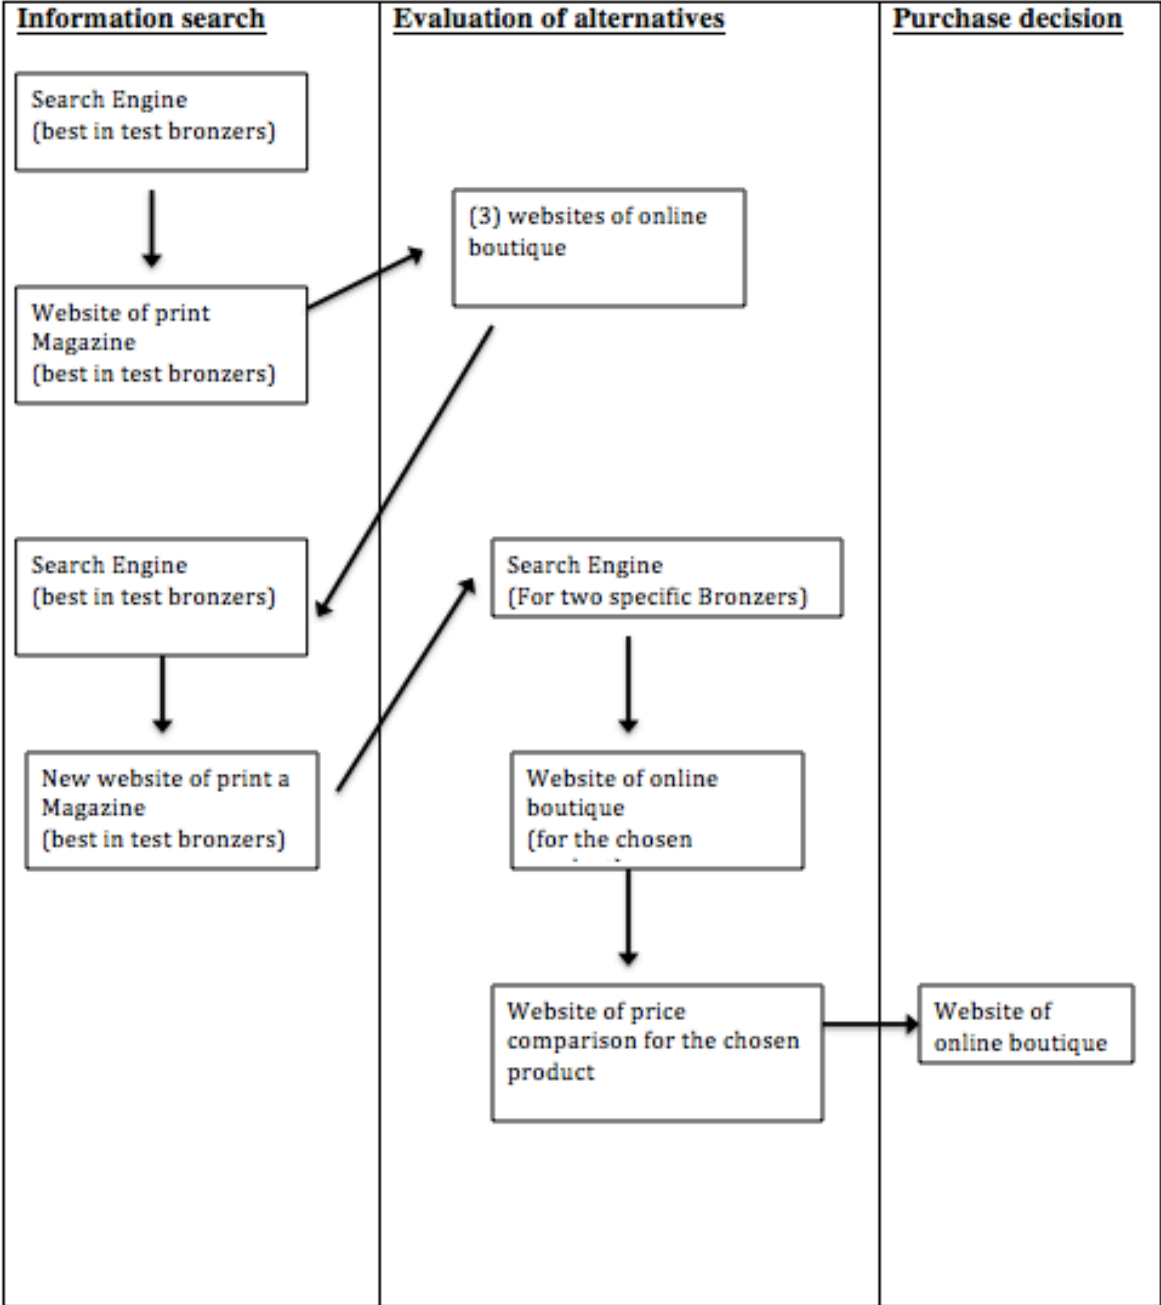 Information search
Evaluation of alternatives
Purchase decision
Search Engine
(best in test bronzers)
(3) websites of online
boutique
Website of print
Magazine
(best in test bronzers)
Search Engine
(best in test bronzers)
Search Engine
(For two specific Bronzers)
New website of print a
Magazine
(best in test bronzers)
Website of online
boutique
(for the chosen
Website of price
comparison for the chosen
product
Website of
online boutique